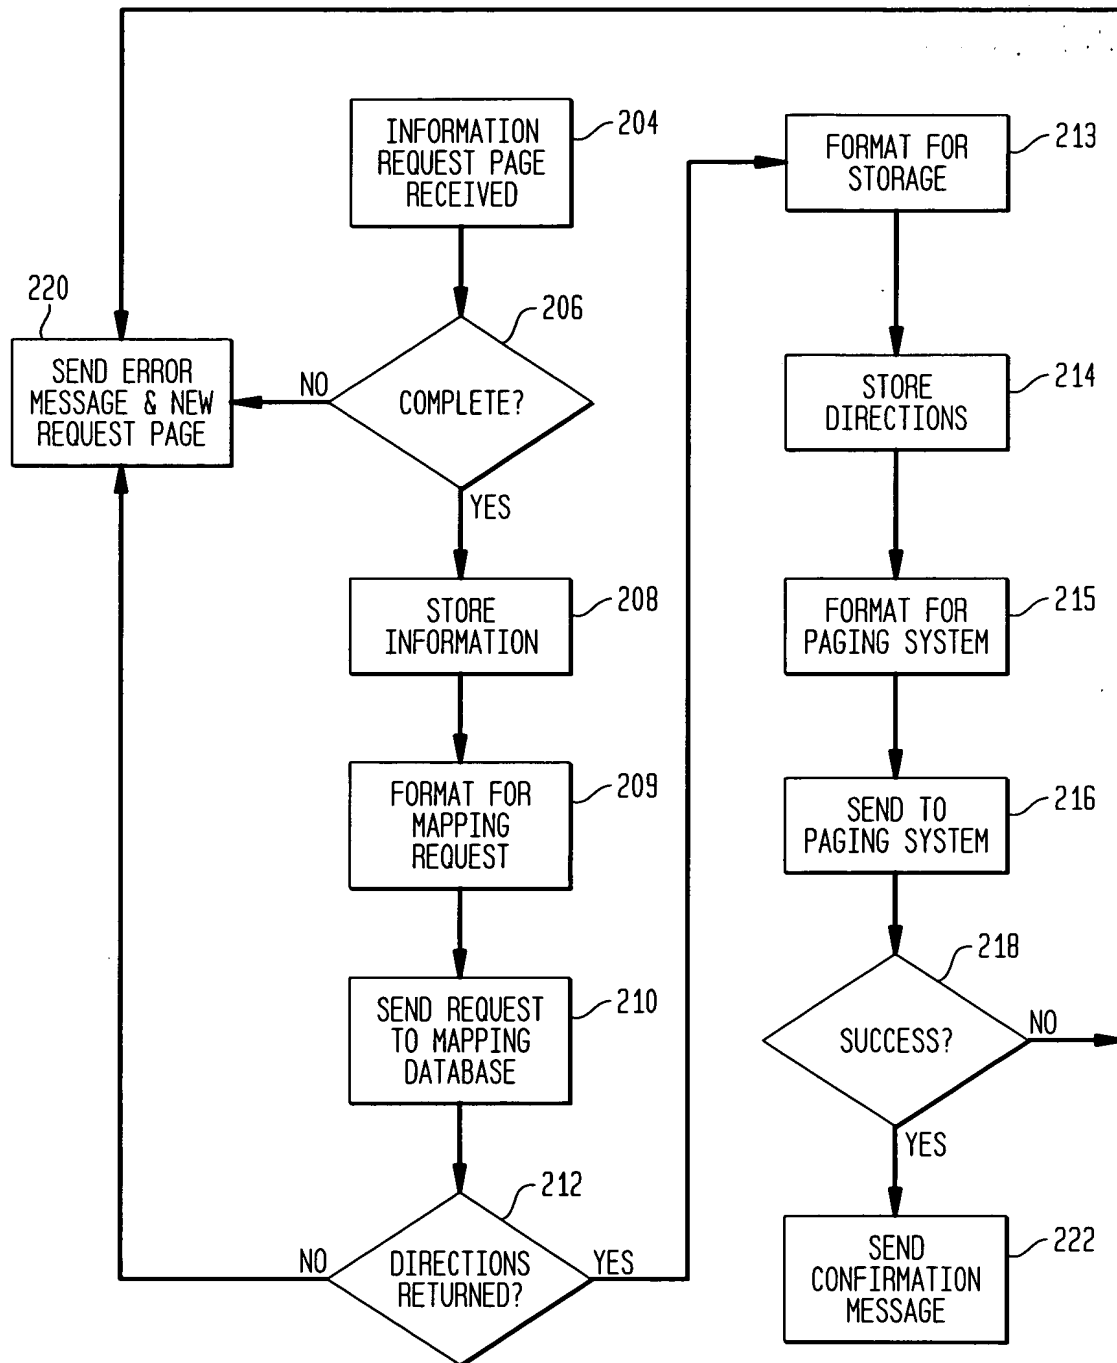 INFORMATION
REQUEST PAGE
RECEIVED
204
206
COMPLETE?
NO
YES
220
SEND ERROR
MESSAGE & NEW
REQUEST PAGE
STORE
INFORMATION
208
FORMAT FOR
MAPPING
REQUEST
209
SEND REQUEST
TO MAPPING
DATABASE
210
212
DIRECTIONS
RETURNED?
NO
YES
FORMAT FOR
STORAGE
213
STORE
DIRECTIONS
214
FORMAT FOR
PAGING SYSTEM
215
SEND TO
PAGING SYSTEM
216
218
SUCCESS?
NO
YES
SEND
CONFIRMATION
MESSAGE
222